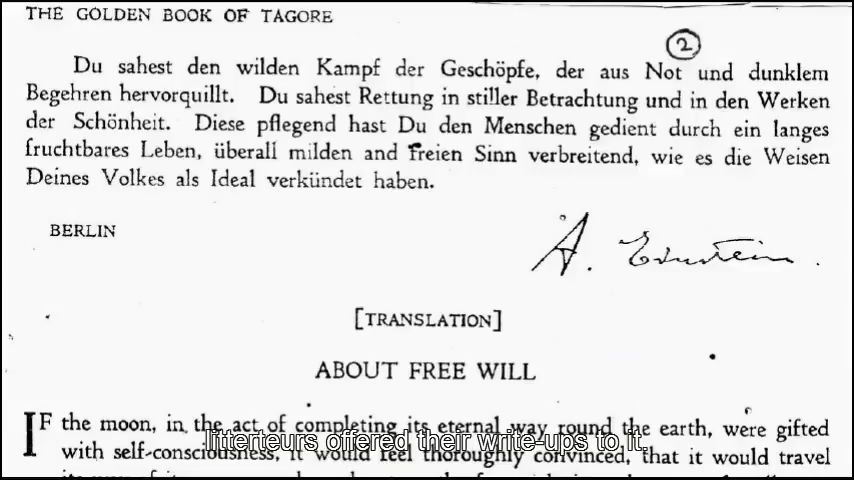 THE GOLDEN BOOK OF TAGORE
2
Du sahest den wilden Kampf der Geschöpfe, der aus Not und dunklem
Begehren hervorquillt. Du sahest Rettung in stiller Betrachtung und in den Werken
der Schönheit. Diese pflegend hast Du den Menschen gedient durch ein langes
fruchtbares Leben, überall milden and freien Sinn verbreitend, wie es die Weisen
Deines Volkes als Ideal verkündet haben.
BERLIN
A. Einstein.
[TRANSLATION]
ABOUT FREE WILL
IF the moon, in the act of completing its eternal way round the earth, were gifted
litterteurs offered their write-ups to it.
with self-consciousness, it would feel thoroughly convinced, that it would travel